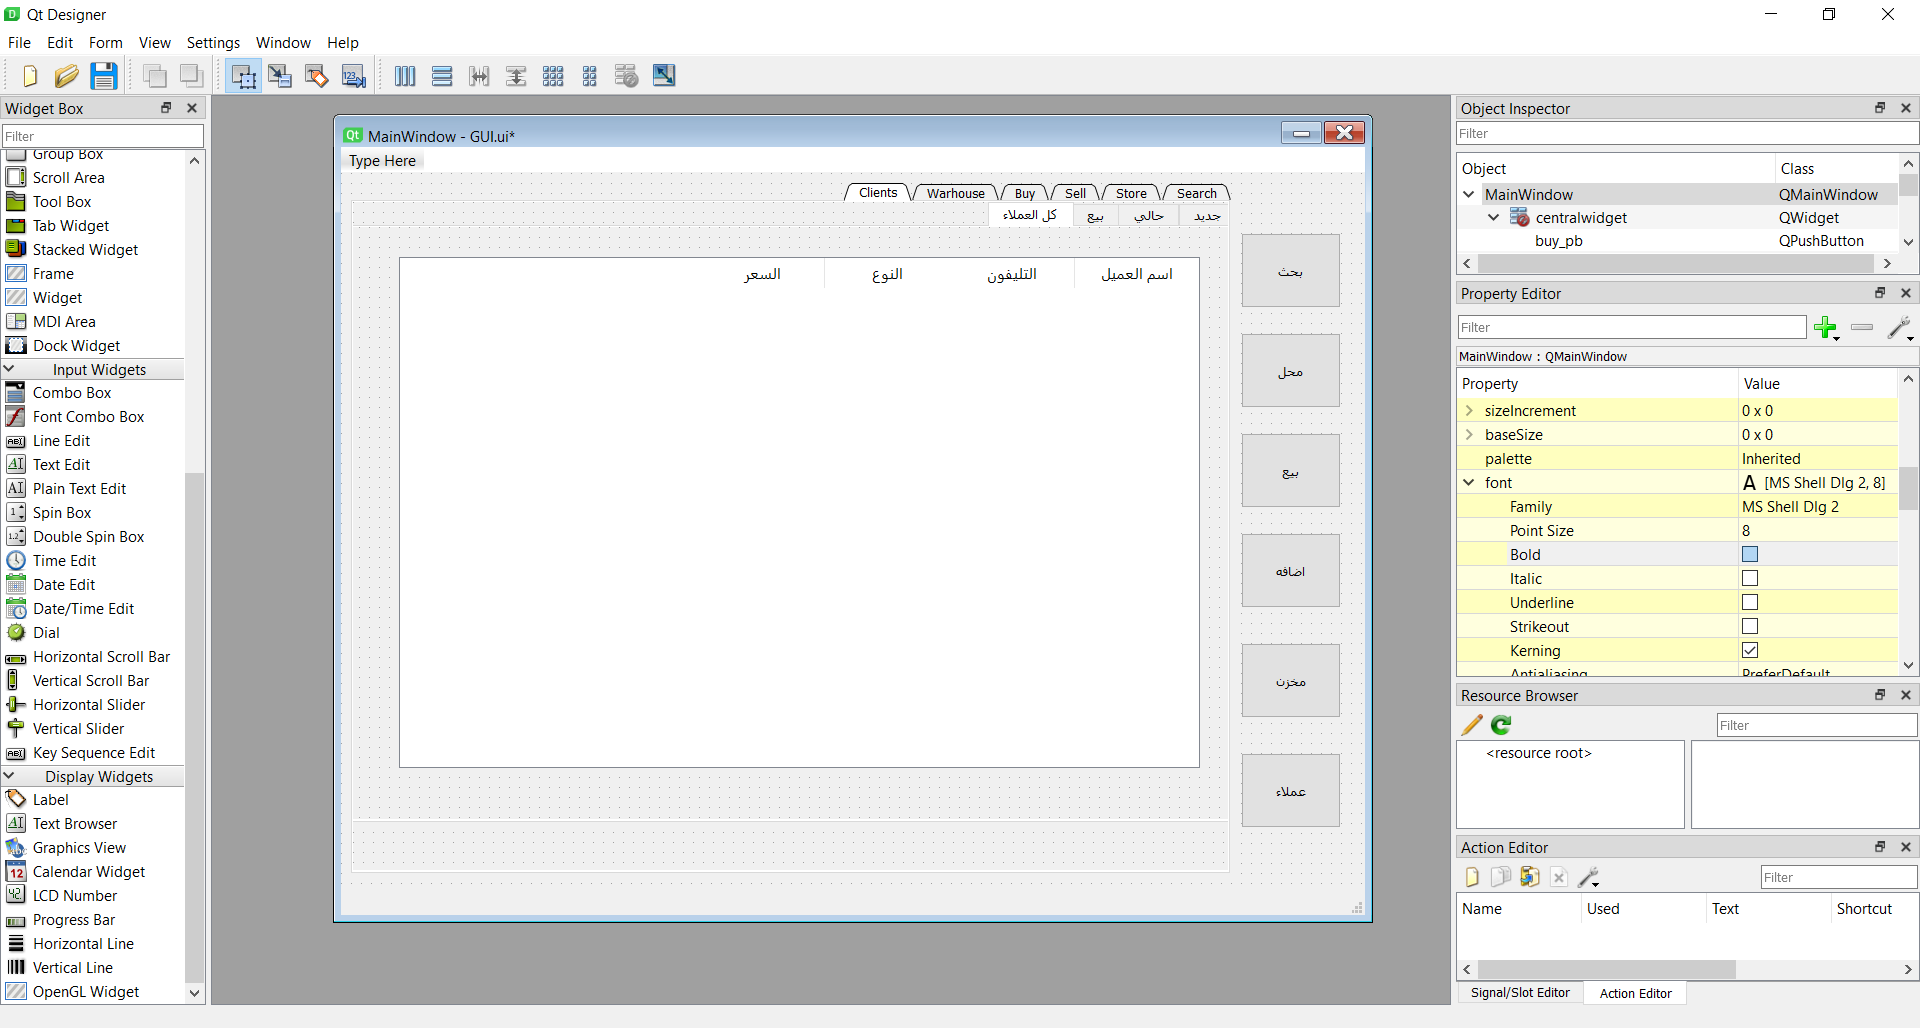 Qt Designer
File Edit Form View Settings Window Help
Widget Box
Filter
Group Box
Scroll Area
Tool Box
Tab Widget
Stacked Widget
Frame
Widget
MDI Area
Dock Widget
Input Widgets
Combo Box
Font Combo Box
Line Edit
Text Edit
Plain Text Edit
Spin Box
Double Spin Box
Time Edit
Date Edit
Date/Time Edit
Dial
Horizontal Scroll Bar
Vertical Scroll Bar
Horizontal Slider
Vertical Slider
Key Sequence Edit
Display Widgets
Label
Text Browser
Graphics View
Calendar Widget
LCD Number
Progress Bar
Horizontal Line
Vertical Line
OpenGL Widget
MainWindow - GUI.ui*
Type Here
Clients Warhouse Buy Sell Store Search
جديد حالي بيع كل العملاء
اسم العميل التليفون النوع السعر
بحث
محل
بيع
اضافه
مخزن
عملاء
Object Inspector
Filter
Object Class
MainWindow QMainWindow
centralwidget QWidget
buy_pb QPushButton
Property Editor
Filter
MainWindow : QMainWindow
Property Value
sizeIncrement 0 x 0
baseSize 0 x 0
palette Inherited
font A [MS Shell Dlg 2, 8]
Family MS Shell Dlg 2
Point Size 8
Bold
Italic
Underline
Strikeout
Kerning
Antialiasing PreferDefault
Resource Browser
Filter
<resource root>
Action Editor
Filter
Name Used Text Shortcut
Signal/Slot Editor Action Editor